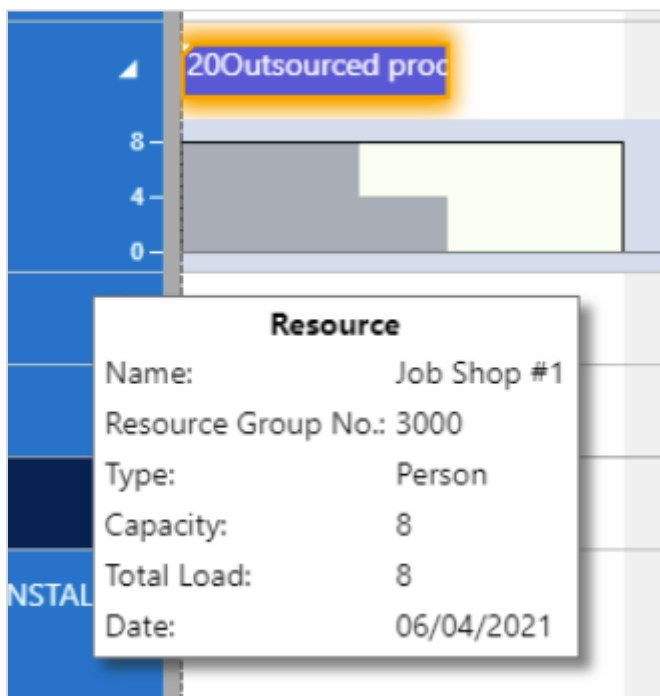 20Outsourced proc
8
4
0
Resource
Name: Job Shop #1
Resource Group No.: 3000
Type: Person
Capacity: 8
Total Load: 8
NSTAL
Date: 06/04/2021